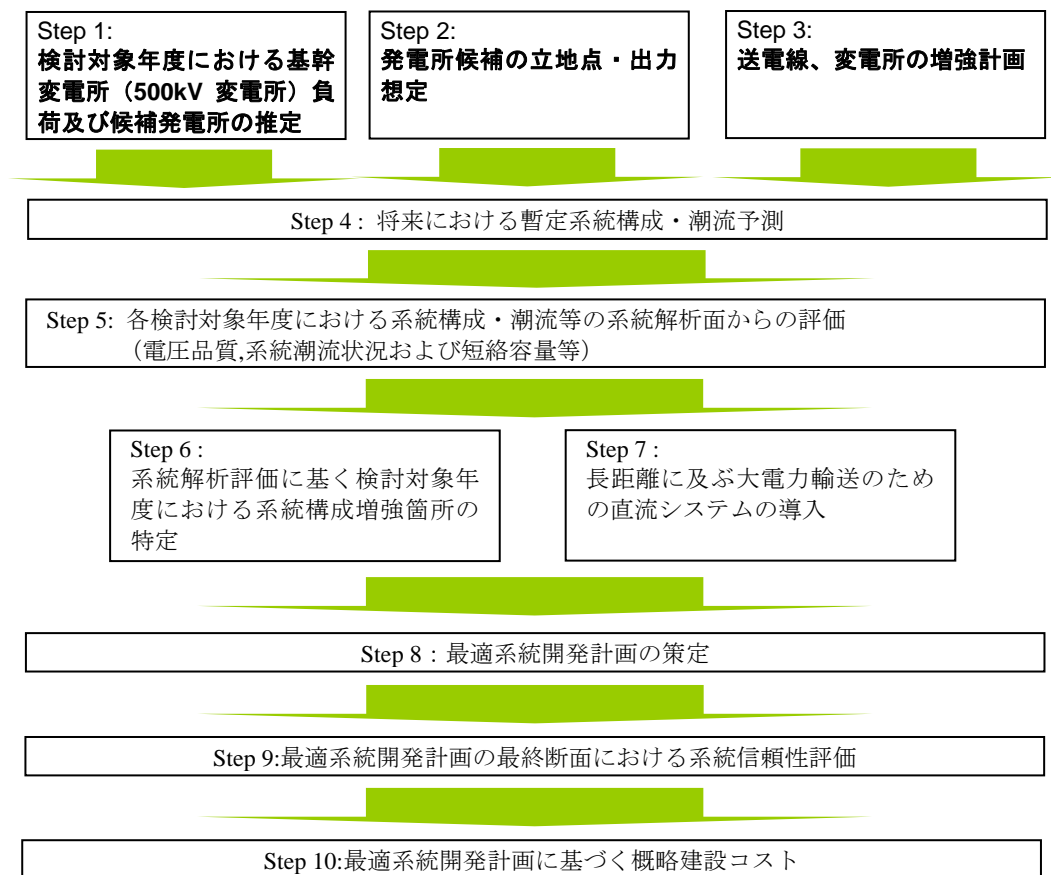 Step 1:
検討対象年度における基幹
変電所（500kV 変電所）負
荷及び候補発電所の推定
Step 2:
発電所候補の立地点・出力
想定
Step 3:
送電線、変電所の増強計画
Step 4 : 将来における暫定系統構成・潮流予測
Step 5: 各検討対象年度における系統構成・潮流等の系統解析面からの評価
（電圧品質,系統潮流状況および短絡容量等）
Step 6 :
系統解析評価に基く検討対象年
度における系統構成増強箇所の
特定
Step 7 :
長距離に及ぶ大電力輸送のため
の直流システムの導入
Step 8：最適系統開発計画の策定
Step 9:最適系統開発計画の最終断面における系統信頼性評価
Step 10:最適系統開発計画に基づく概略建設コスト